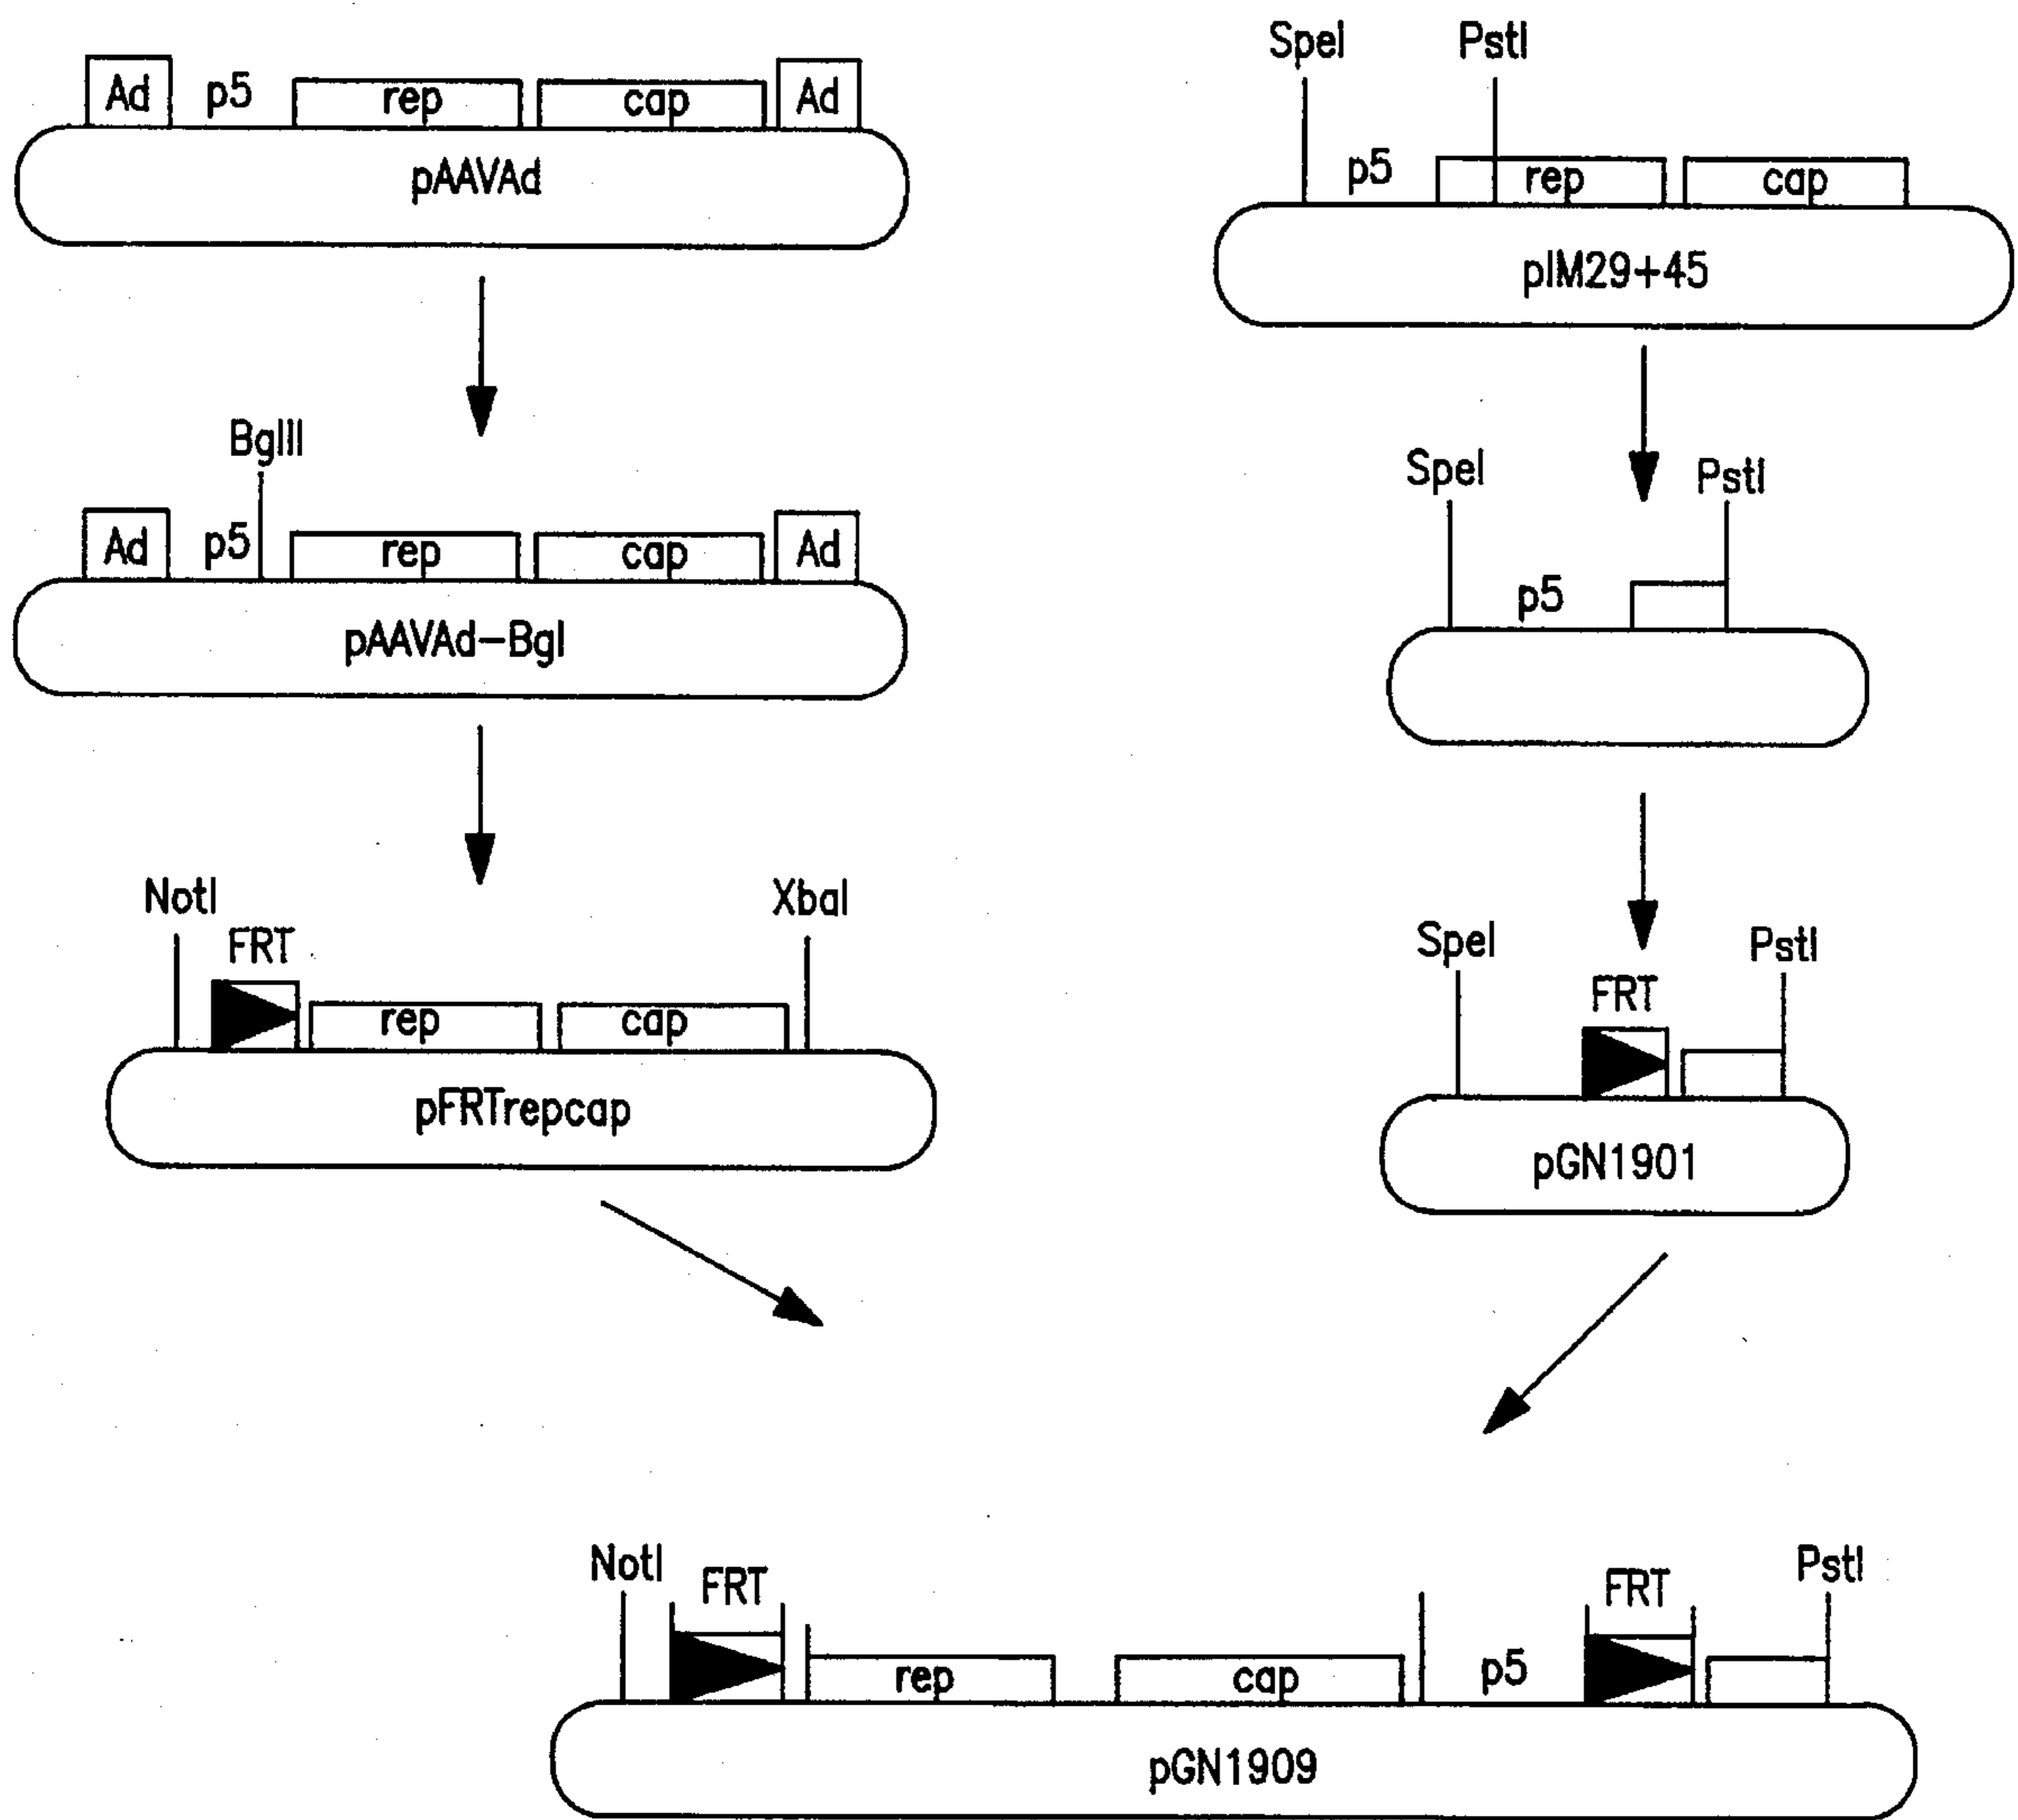 Ad p5 rep cap Ad
pAAVAd
BglII
Ad p5 rep cap Ad
pAAVAd-BglI
NotI XbaI
FRT
rep cap
pFRTrepcap
SpeI PstI
p5 rep cap
pIM29+45
SpeI PstI
p5
SpeI PstI
FRT
pGN1901
NotI FRT FRT PstI
rep cap p5
pGN1909